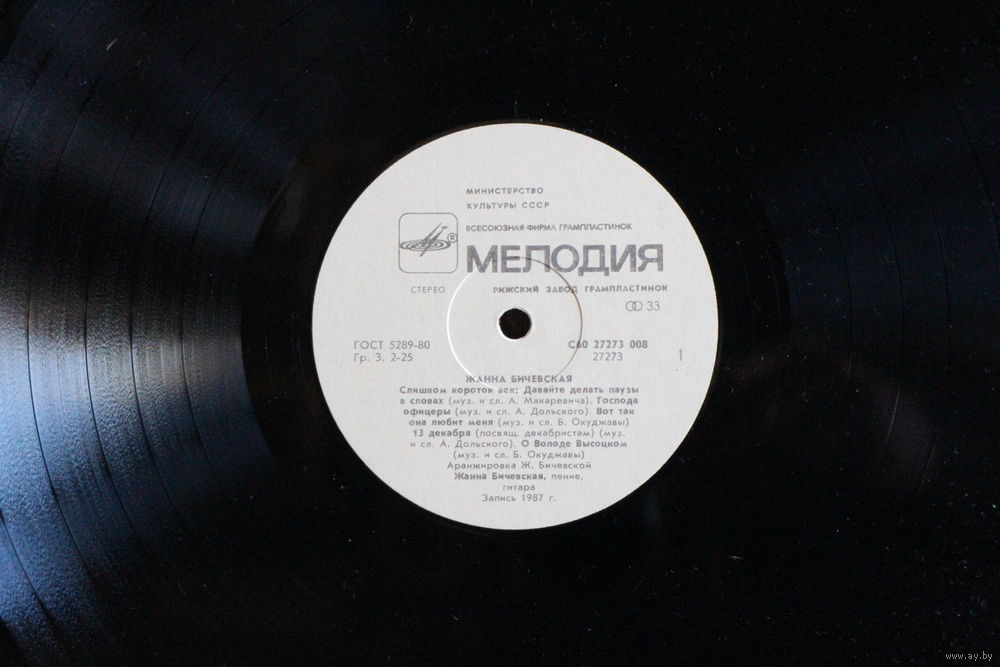 МИНИСТЕРСТВО
КУЛЬТУРЫ СССР
ВСЕСОЮЗНАЯ ФИРМА ГРАМПЛАСТИНОК
МЕЛОДИЯ
СТЕРЕО
РИЖСКИЙ ЗАВОД ГРАМПЛАСТИНОК
33
ГОСТ 5289-80
Гр. 3. 2-25
С60 27273 008
27273
1
ЖАННА БИЧЕВСКАЯ
Слишком короток век; Давайте делать паузы
в словах (муз. и сл. А. Макаревича). Господа
офицеры (муз. и сл. А. Дольского). Вот так
она любит меня (муз. и сл. Б. Окуджавы)
13 декабря (посвящ. декабристам) (муз.
и сл. А. Дольского). О Володе Высоцком
(муз. и сл. Б. Окуджавы)
Аранжировка Ж. Бичевской
Жанна Бичевская, пение,
гитара
Запись 1987 г.
www.ay.by